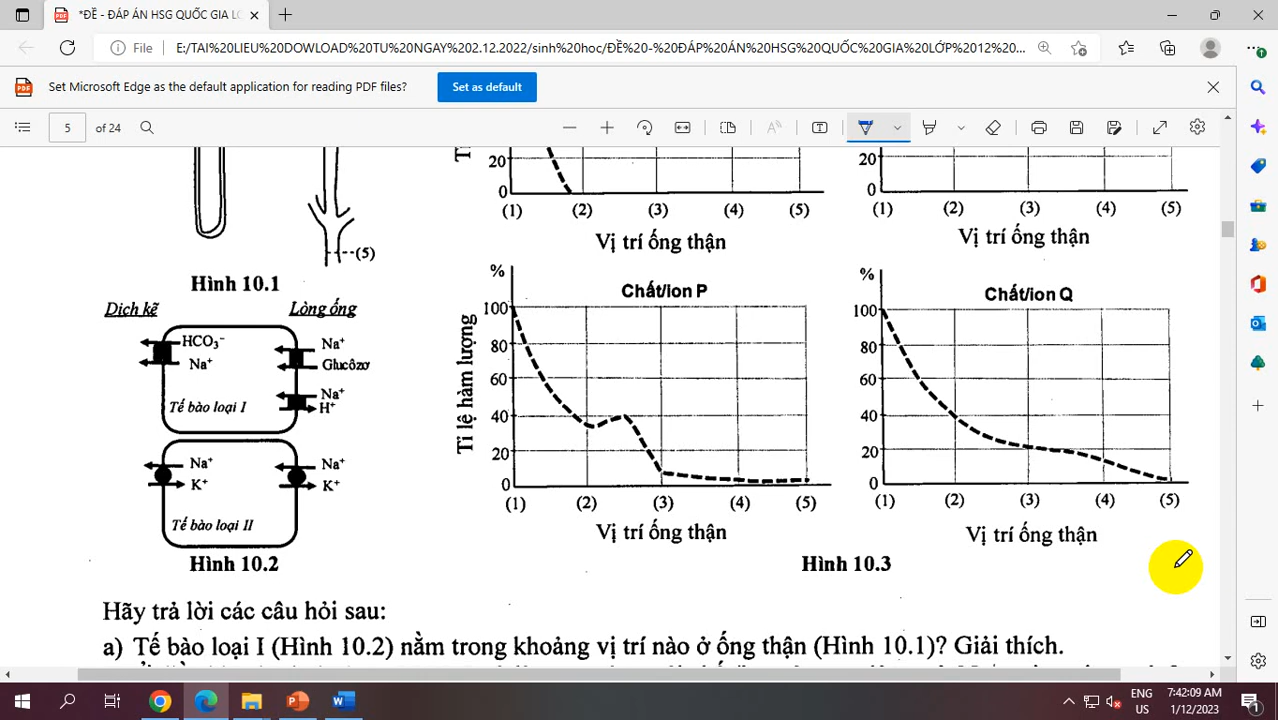 *ĐỀ - ĐÁP ÁN HSG QUỐC GIA LO
File
E:/TAI%20LIEU%20DOWLOAD%20TU%20NGAY%202.12.2022/sinh%20hoc/ĐỀ%20-%20ĐÁP%20ÁN%20HSG%20QUỐC%20GIA%20LỚP%2012%20...
Set Microsoft Edge as the default application for reading PDF files?
Set as default
5 of 24
20
0
(1) (2) (3) (4) (5)
Vị trí ống thận
20
0
(1) (2) (3) (4) (5)
Vị trí ống thận
(5)
Hình 10.1
Dịch kẽ
Lòng ống
HCO₃⁻
Na⁺
Na⁺
Glucôzơ
Na⁺
H⁺
Tế bào loại I
Na⁺
K⁺
Na⁺
K⁺
Tế bào loại II
Hình 10.2
%
Chất/ion P
Tỉ lệ hàm lượng
100
80
60
40
20
0
(1) (2) (3) (4) (5)
Vị trí ống thận
%
Chất/ion Q
100
80
60
40
20
0
(1) (2) (3) (4) (5)
Vị trí ống thận
Hình 10.3
Hãy trả lời các câu hỏi sau:
a) Tế bào loại I (Hình 10.2) nằm trong khoảng vị trí nào ở ống thận (Hình 10.1)? Giải thích.
ENG
US
7:42:09 AM
1/12/2023